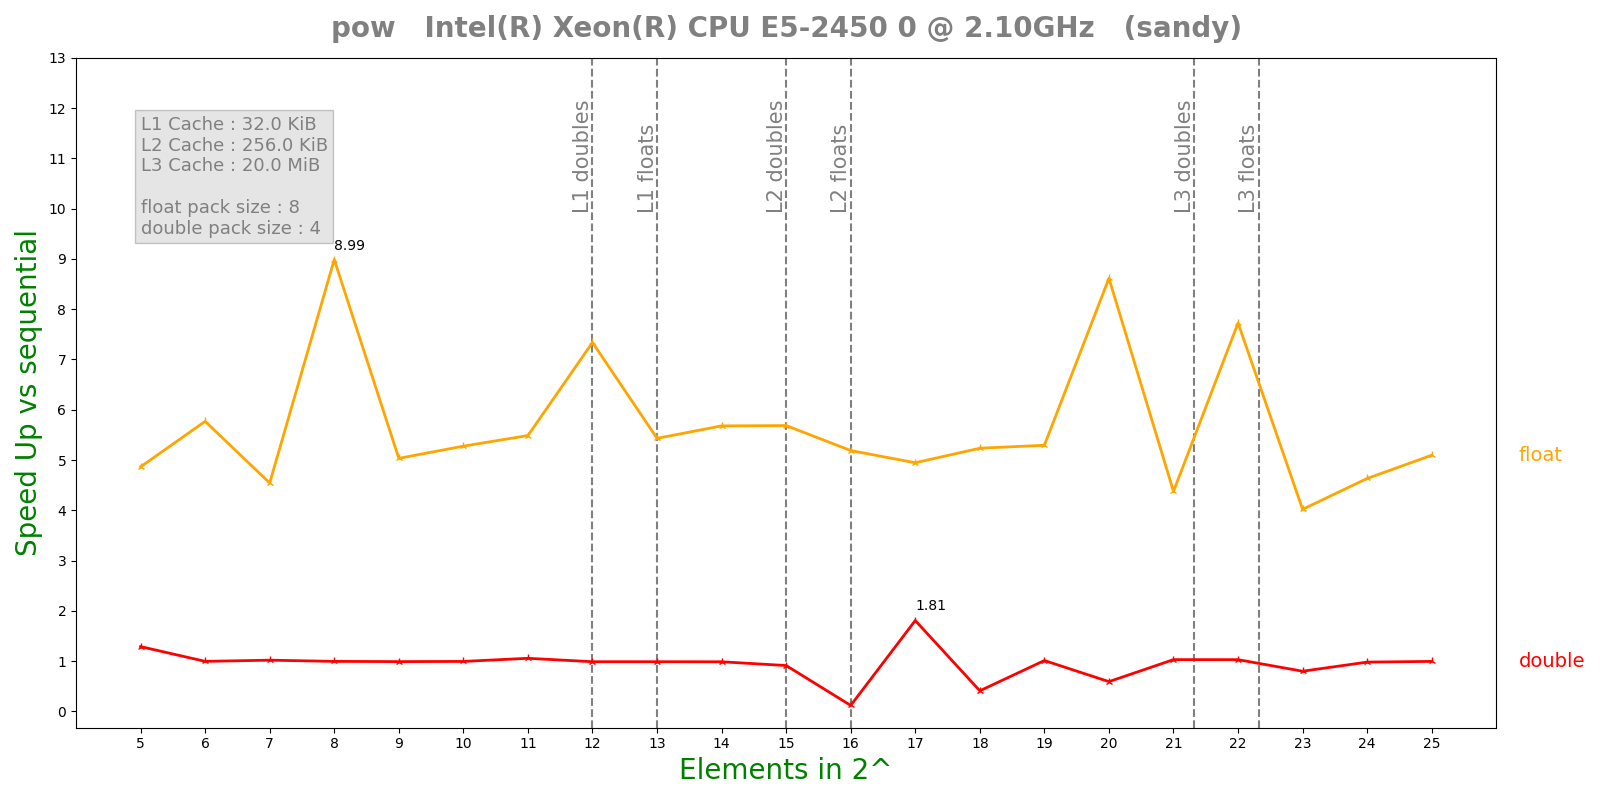 pow   Intel(R) Xeon(R) CPU E5-2450 0 @ 2.10GHz   (sandy)
Speed Up vs sequential
13
12
11
10
9
8
7
6
5
4
3
2
1
0
L1 Cache : 32.0 KiB
L2 Cache : 256.0 KiB
L3 Cache : 20.0 MiB
float pack size : 8
double pack size : 4
L1 doubles
L1 floats
L2 doubles
L2 floats
L3 doubles
L3 floats
8.99
1.81
float
double
5 6 7 8 9 10 11 12 13 14 15 16 17 18 19 20 21 22 23 24 25
Elements in 2^